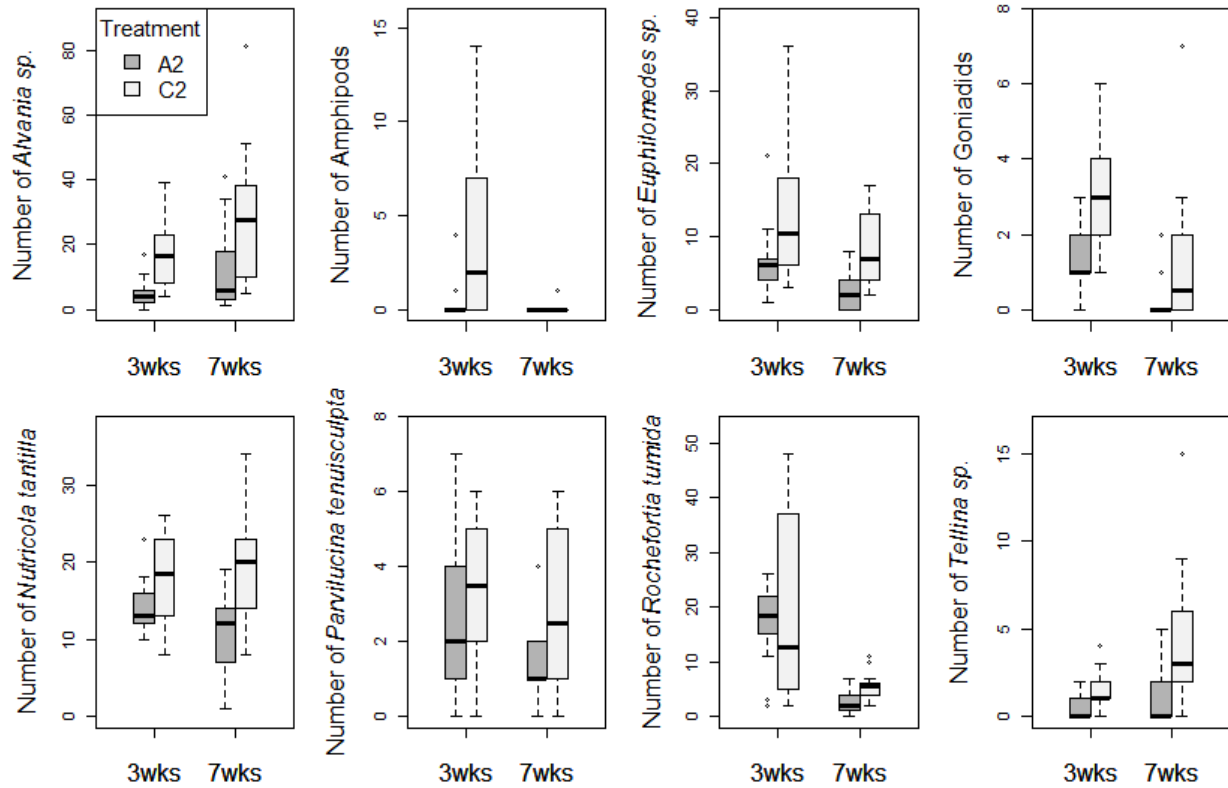 Number of Alvania sp.
0 20 40 60 80
Treatment
A2
C2
3wks 7wks
Number of Amphipods
0 5 10 15
3wks 7wks
Number of Euphilomedes sp.
0 10 20 30 40
3wks 7wks
Number of Goniadids
0 2 4 6 8
3wks 7wks
Number of Nutricola tantilla
0 10 20 30
3wks 7wks
Number of Parvilucina tenuisculpta
0 2 4 6 8
3wks 7wks
Number of Rochefortia tumida
0 10 20 30 40 50
3wks 7wks
Number of Tellina sp.
0 5 10 15
3wks 7wks